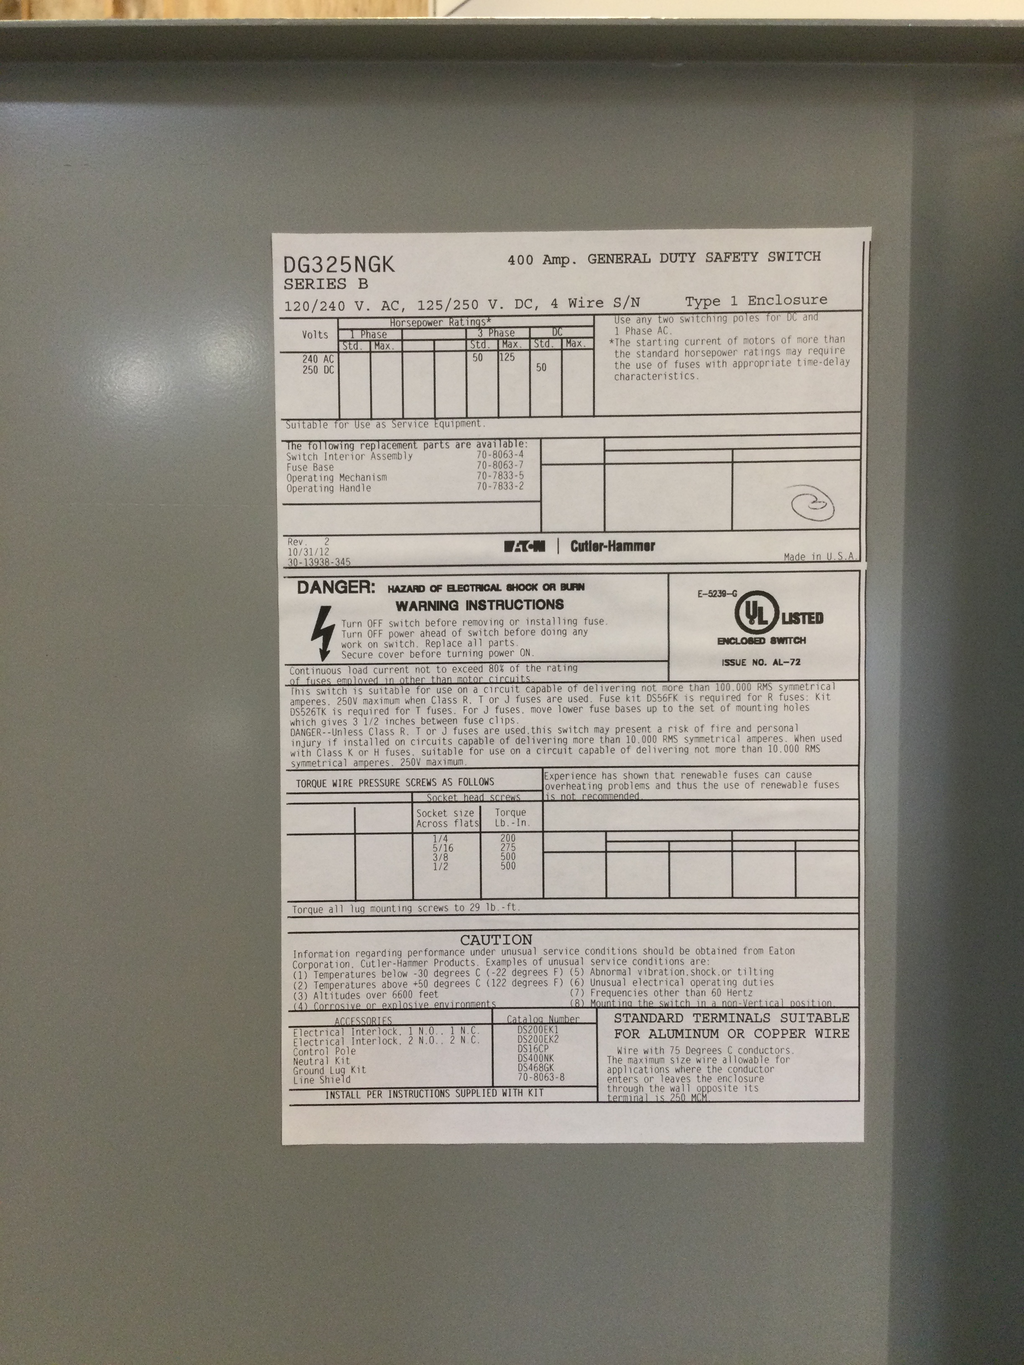 DG325NGK 400 Amp. GENERAL DUTY SAFETY SWITCH
SERIES B
120/240 V. AC, 125/250 V. DC, 4 Wire S/N Type 1 Enclosure
Horsepower Ratings*
Volts 1 Phase 3 Phase DC
Std. Max. Std. Max. Std. Max.
240 AC 50 125
250 DC 50
Use any two switching poles for DC and
1 Phase AC.
*The starting current of motors of more than
the standard horsepower ratings may require
the use of fuses with appropriate time-delay
characteristics.
Suitable for Use as Service Equipment.
The following replacement parts are available:
Switch Interior Assembly 70-8063-4
Fuse Base 70-8063-7
Operating Mechanism 70-7833-5
Operating Handle 70-7833-2
Rev. 2
10/31/12
30-13938-345
EATON | Cutler-Hammer
Made in U.S.A.
DANGER: HAZARD OF ELECTRICAL SHOCK OR BURN
WARNING INSTRUCTIONS
Turn OFF switch before removing or installing fuse.
Turn OFF power ahead of switch before doing any
work on switch. Replace all parts.
Secure cover before turning power ON.
Continuous load current not to exceed 80% of the rating
of fuses employed in other than motor circuits.
E-5239-G
UL LISTED
ENCLOSED SWITCH
ISSUE NO. AL-72
This switch is suitable for use on a circuit capable of delivering not more than 100,000 RMS symmetrical
amperes, 250V maximum when Class R, T or J fuses are used. Fuse kit DS56FK is required for R fuses: Kit
DS526TK is required for T fuses. For J fuses, move lower fuse bases up to the set of mounting holes
which gives 3 1/2 inches between fuse clips.
DANGER--Unless Class R, T or J fuses are used,this switch may present a risk of fire and personal
injury if installed on circuits capable of delivering more than 10,000 RMS symmetrical amperes. When used
with Class K or H fuses, suitable for use on a circuit capable of delivering not more than 10,000 RMS
symmetrical amperes, 250V maximum.
TORQUE WIRE PRESSURE SCREWS AS FOLLOWS
Socket head screws
Socket size Torque
Across flats Lb.-In.
1/4 200
5/16 275
3/8 500
1/2 500
Experience has shown that renewable fuses can cause
overheating problems and thus the use of renewable fuses
is not recommended.
Torque all lug mounting screws to 29 lb.-ft.
CAUTION
Information regarding performance under unusual service conditions should be obtained from Eaton
Corporation, Cutler-Hammer Products. Examples of unusual service conditions are:
(1) Temperatures below -30 degrees C (-22 degrees F) (5) Abnormal vibration,shock,or tilting
(2) Temperatures above +50 degrees C (122 degrees F) (6) Unusual electrical operating duties
(3) Altitudes over 6600 feet (7) Frequencies other than 60 Hertz
(4) Corrosive or explosive environments (8) Mounting the switch in a non-Vertical position.
ACCESSORIES Catalog Number
Electrical Interlock, 1 N.O., 1 N.C. DS200EK1
Electrical Interlock, 2 N.O., 2 N.C. DS200EK2
Control Pole DS16CP
Neutral Kit DS400NK
Ground Lug Kit DS468GK
Line Shield 70-8063-8
INSTALL PER INSTRUCTIONS SUPPLIED WITH KIT
STANDARD TERMINALS SUITABLE
FOR ALUMINUM OR COPPER WIRE
Wire with 75 Degrees C conductors.
The maximum size wire allowable for
applications where the conductor
enters or leaves the enclosure
through the wall opposite its
terminal is 250 MCM.